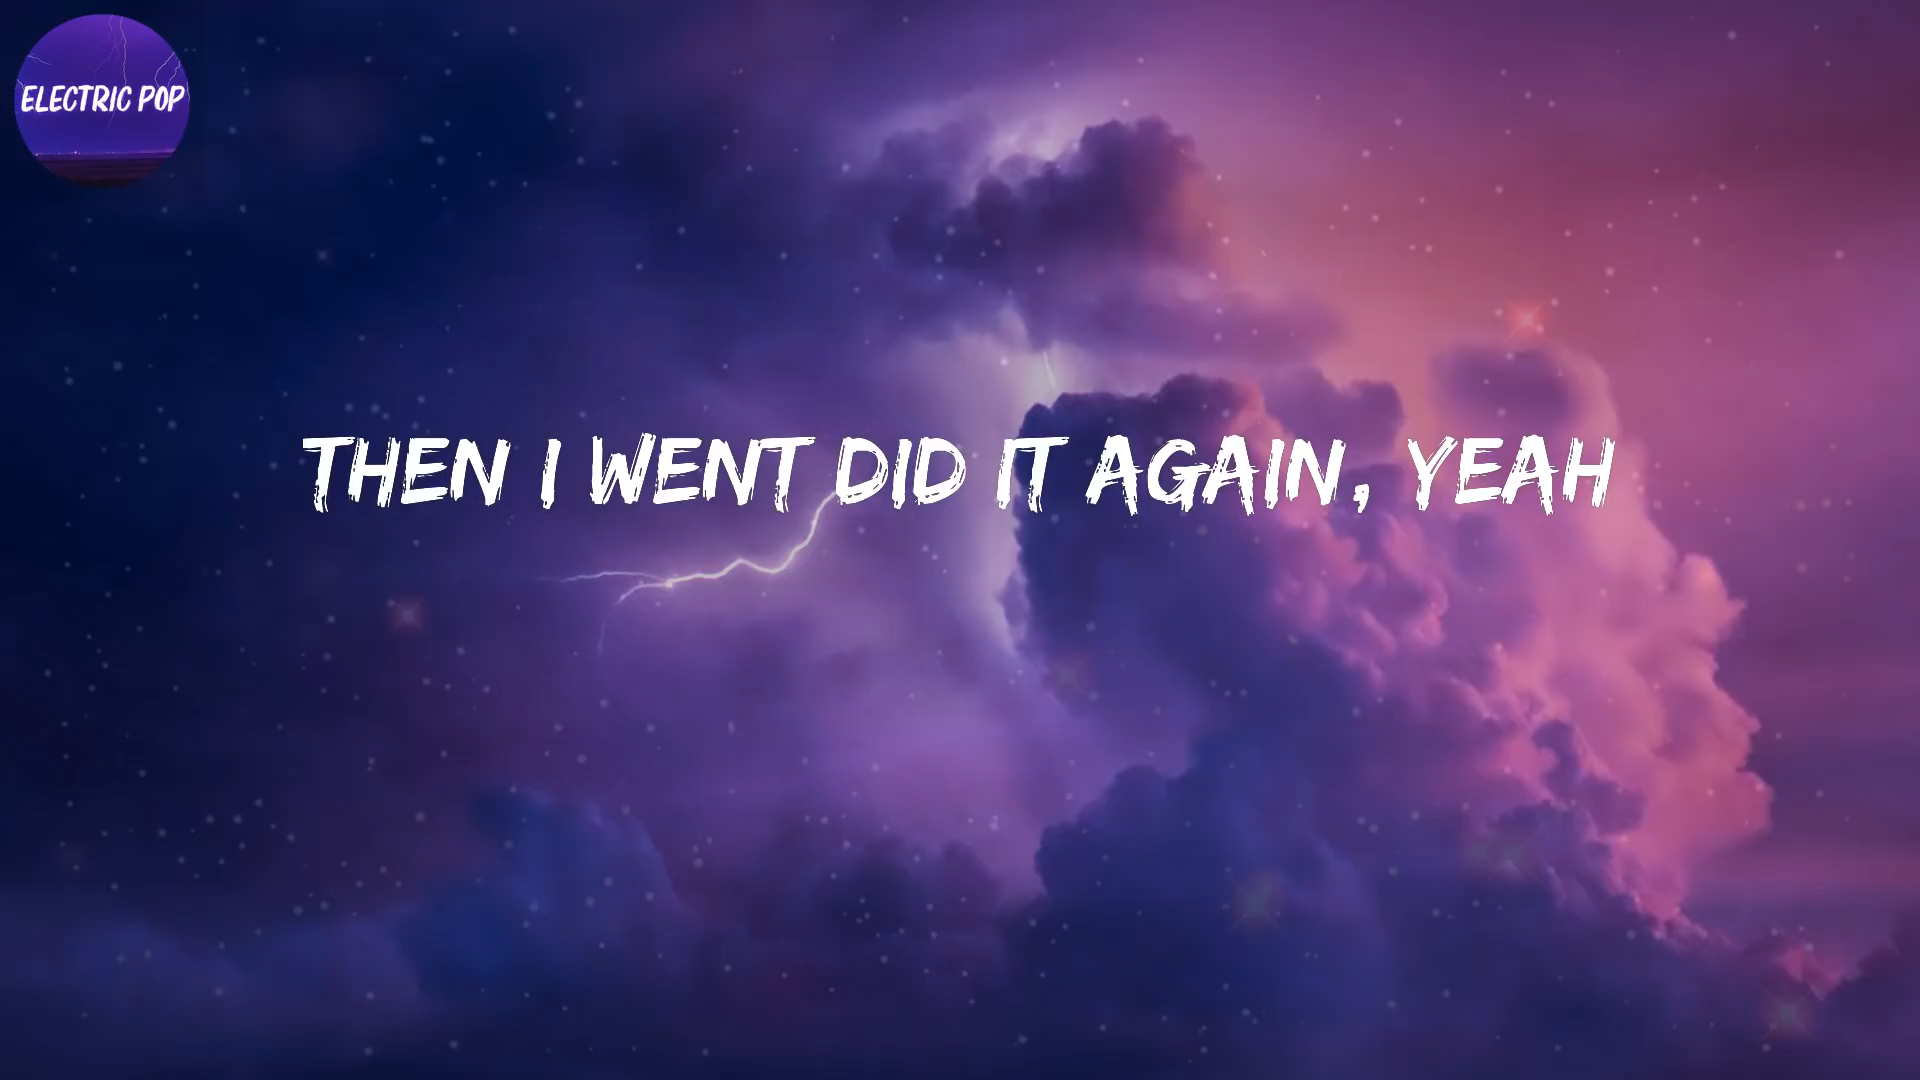 ELECTRIC POP
THEN I WENT DID IT AGAIN, YEAH